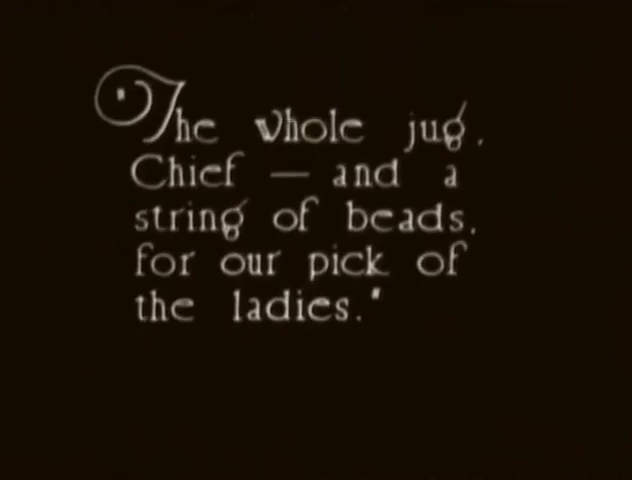 "The whole jug,
Chief — and a
string of beads,
for our pick of
the ladies."